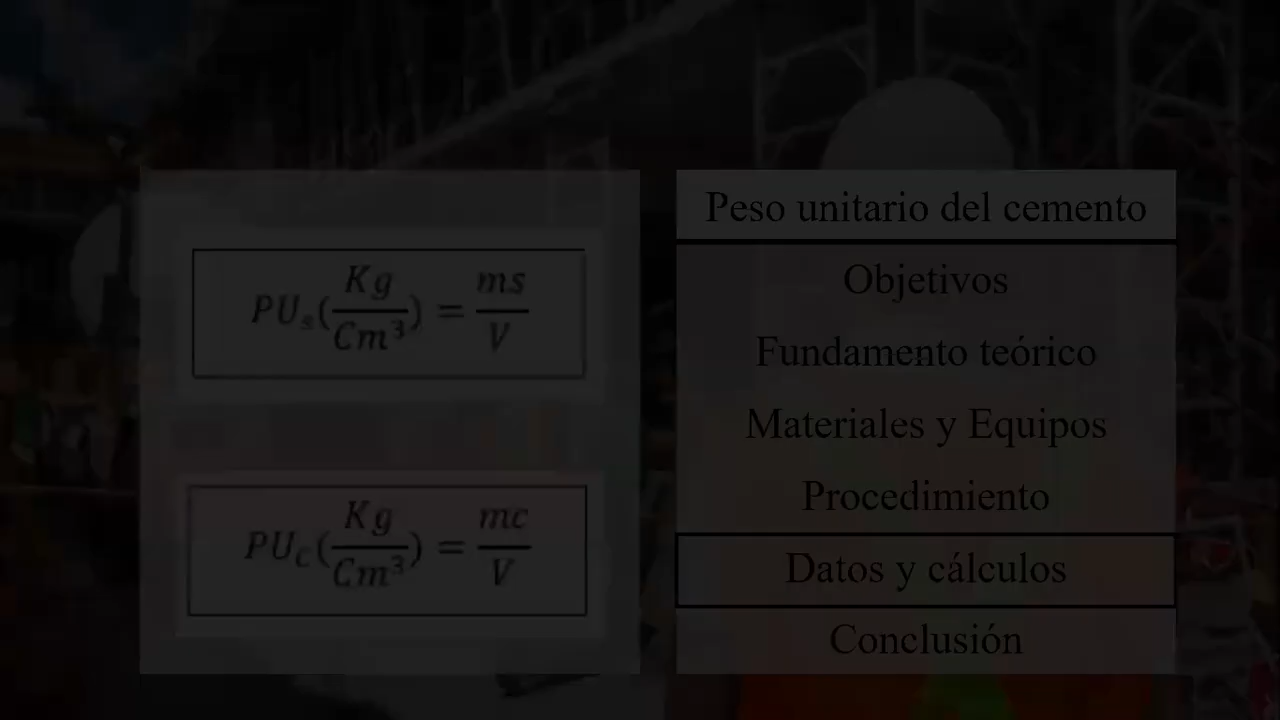 PUs(Kg/Cm³) = ms/V
PUC(Kg/Cm³) = mc/V
Peso unitario del cemento
Objetivos
Fundamento teórico
Materiales y Equipos
Procedimiento
Datos y cálculos
Conclusión